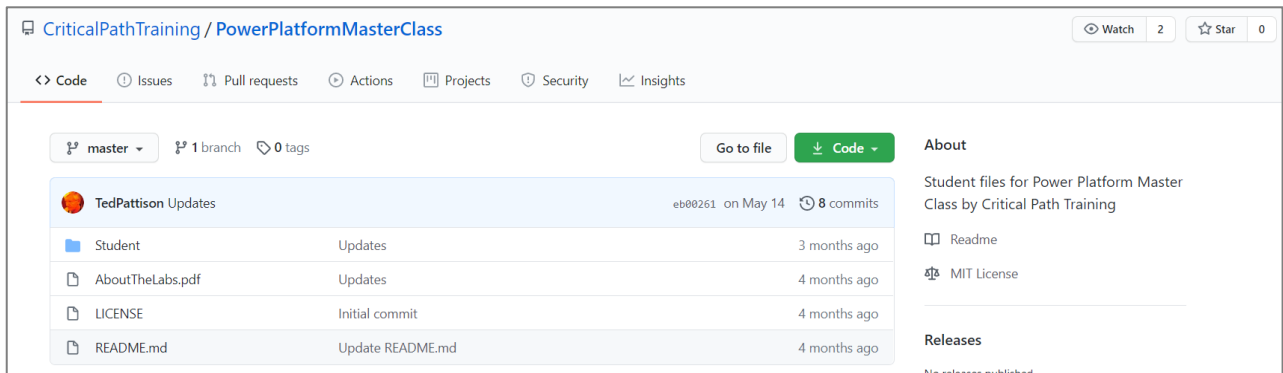 CriticalPathTraining / PowerPlatformMasterClass Watch 2 Star 0
Code Issues Pull requests Actions Projects Security Insights
master 1 branch 0 tags Go to file Code
TedPattison Updates eb00261 on May 14 8 commits
Student Updates 3 months ago
AboutTheLabs.pdf Updates 4 months ago
LICENSE Initial commit 4 months ago
README.md Update README.md 4 months ago
About
Student files for Power Platform Master
Class by Critical Path Training
Readme
MIT License
Releases
No releases published